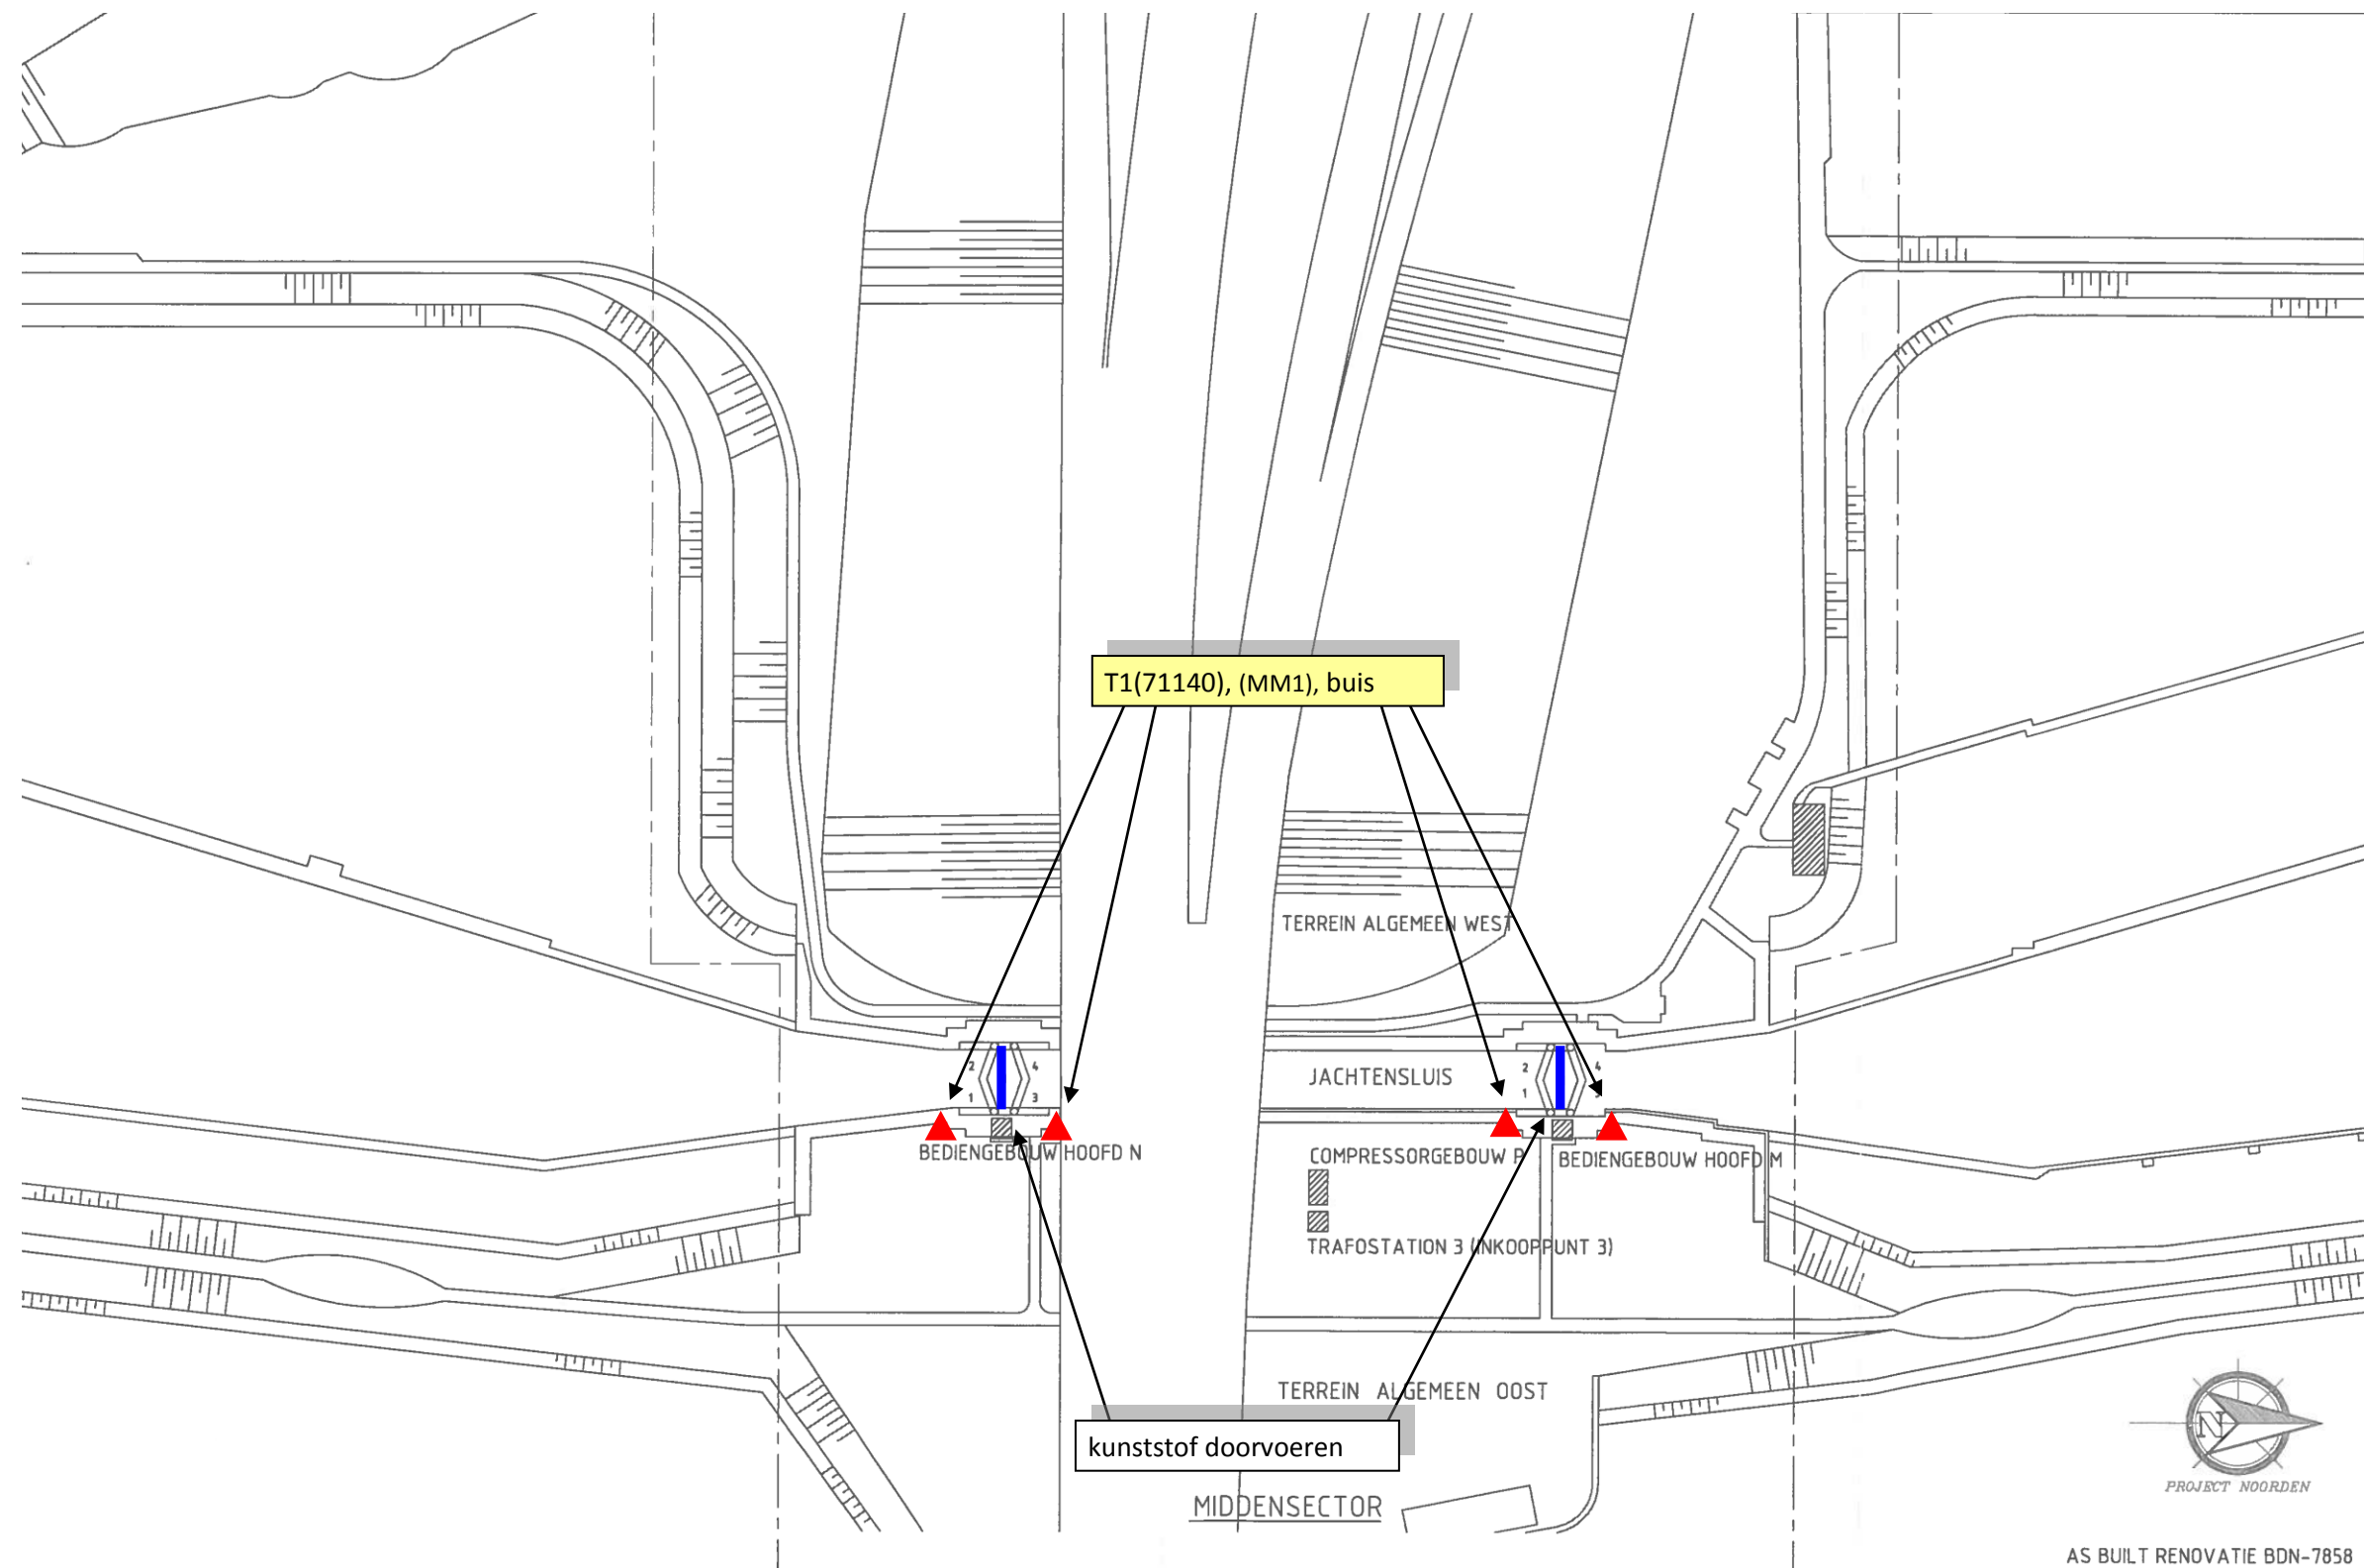 T1(71140), (MM1), buis
TERREIN ALGEMEEN WEST
2
4
1
3
JACHTENSLUIS
2
4
1
BEDIENGEBOUW HOOFD N
COMPRESSORGEBOUW P
BEDIENGEBOUW HOOFD M
TRAFOSTATION 3 (INKOOPPUNT 3)
TERREIN ALGEMEEN OOST
kunststof doorvoeren
MIDDENSECTOR
N
PROJECT NOORDEN
AS BUILT RENOVATIE BDN-7858